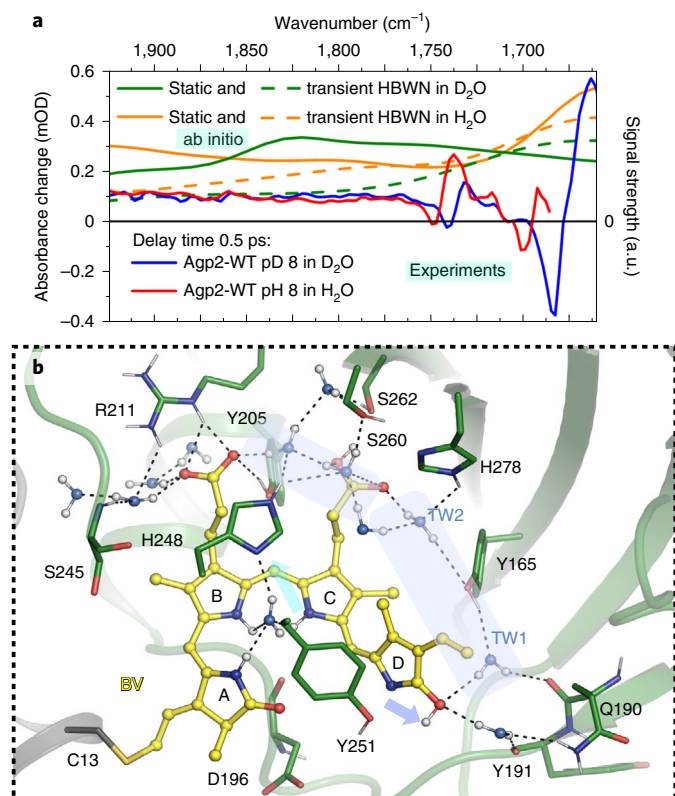 a
Wavenumber (cm⁻¹)
1,900 1,850 1,800 1,750 1,700
Absorbance change (mOD)
0.6
0.4
0.2
0
−0.2
−0.4
Static and transient HBWN in D₂O
Static and transient HBWN in H₂O
ab initio
Delay time 0.5 ps:
Agp2-WT pD 8 in D₂O
Agp2-WT pH 8 in H₂O
Experiments
0
Signal strength (a.u.)
b
R211
Y205
S262
S260
H278
TW2
H248
S245
Y165
B
C
TW1
D
A
BV
Q190
C13
Y251
D196
Y191